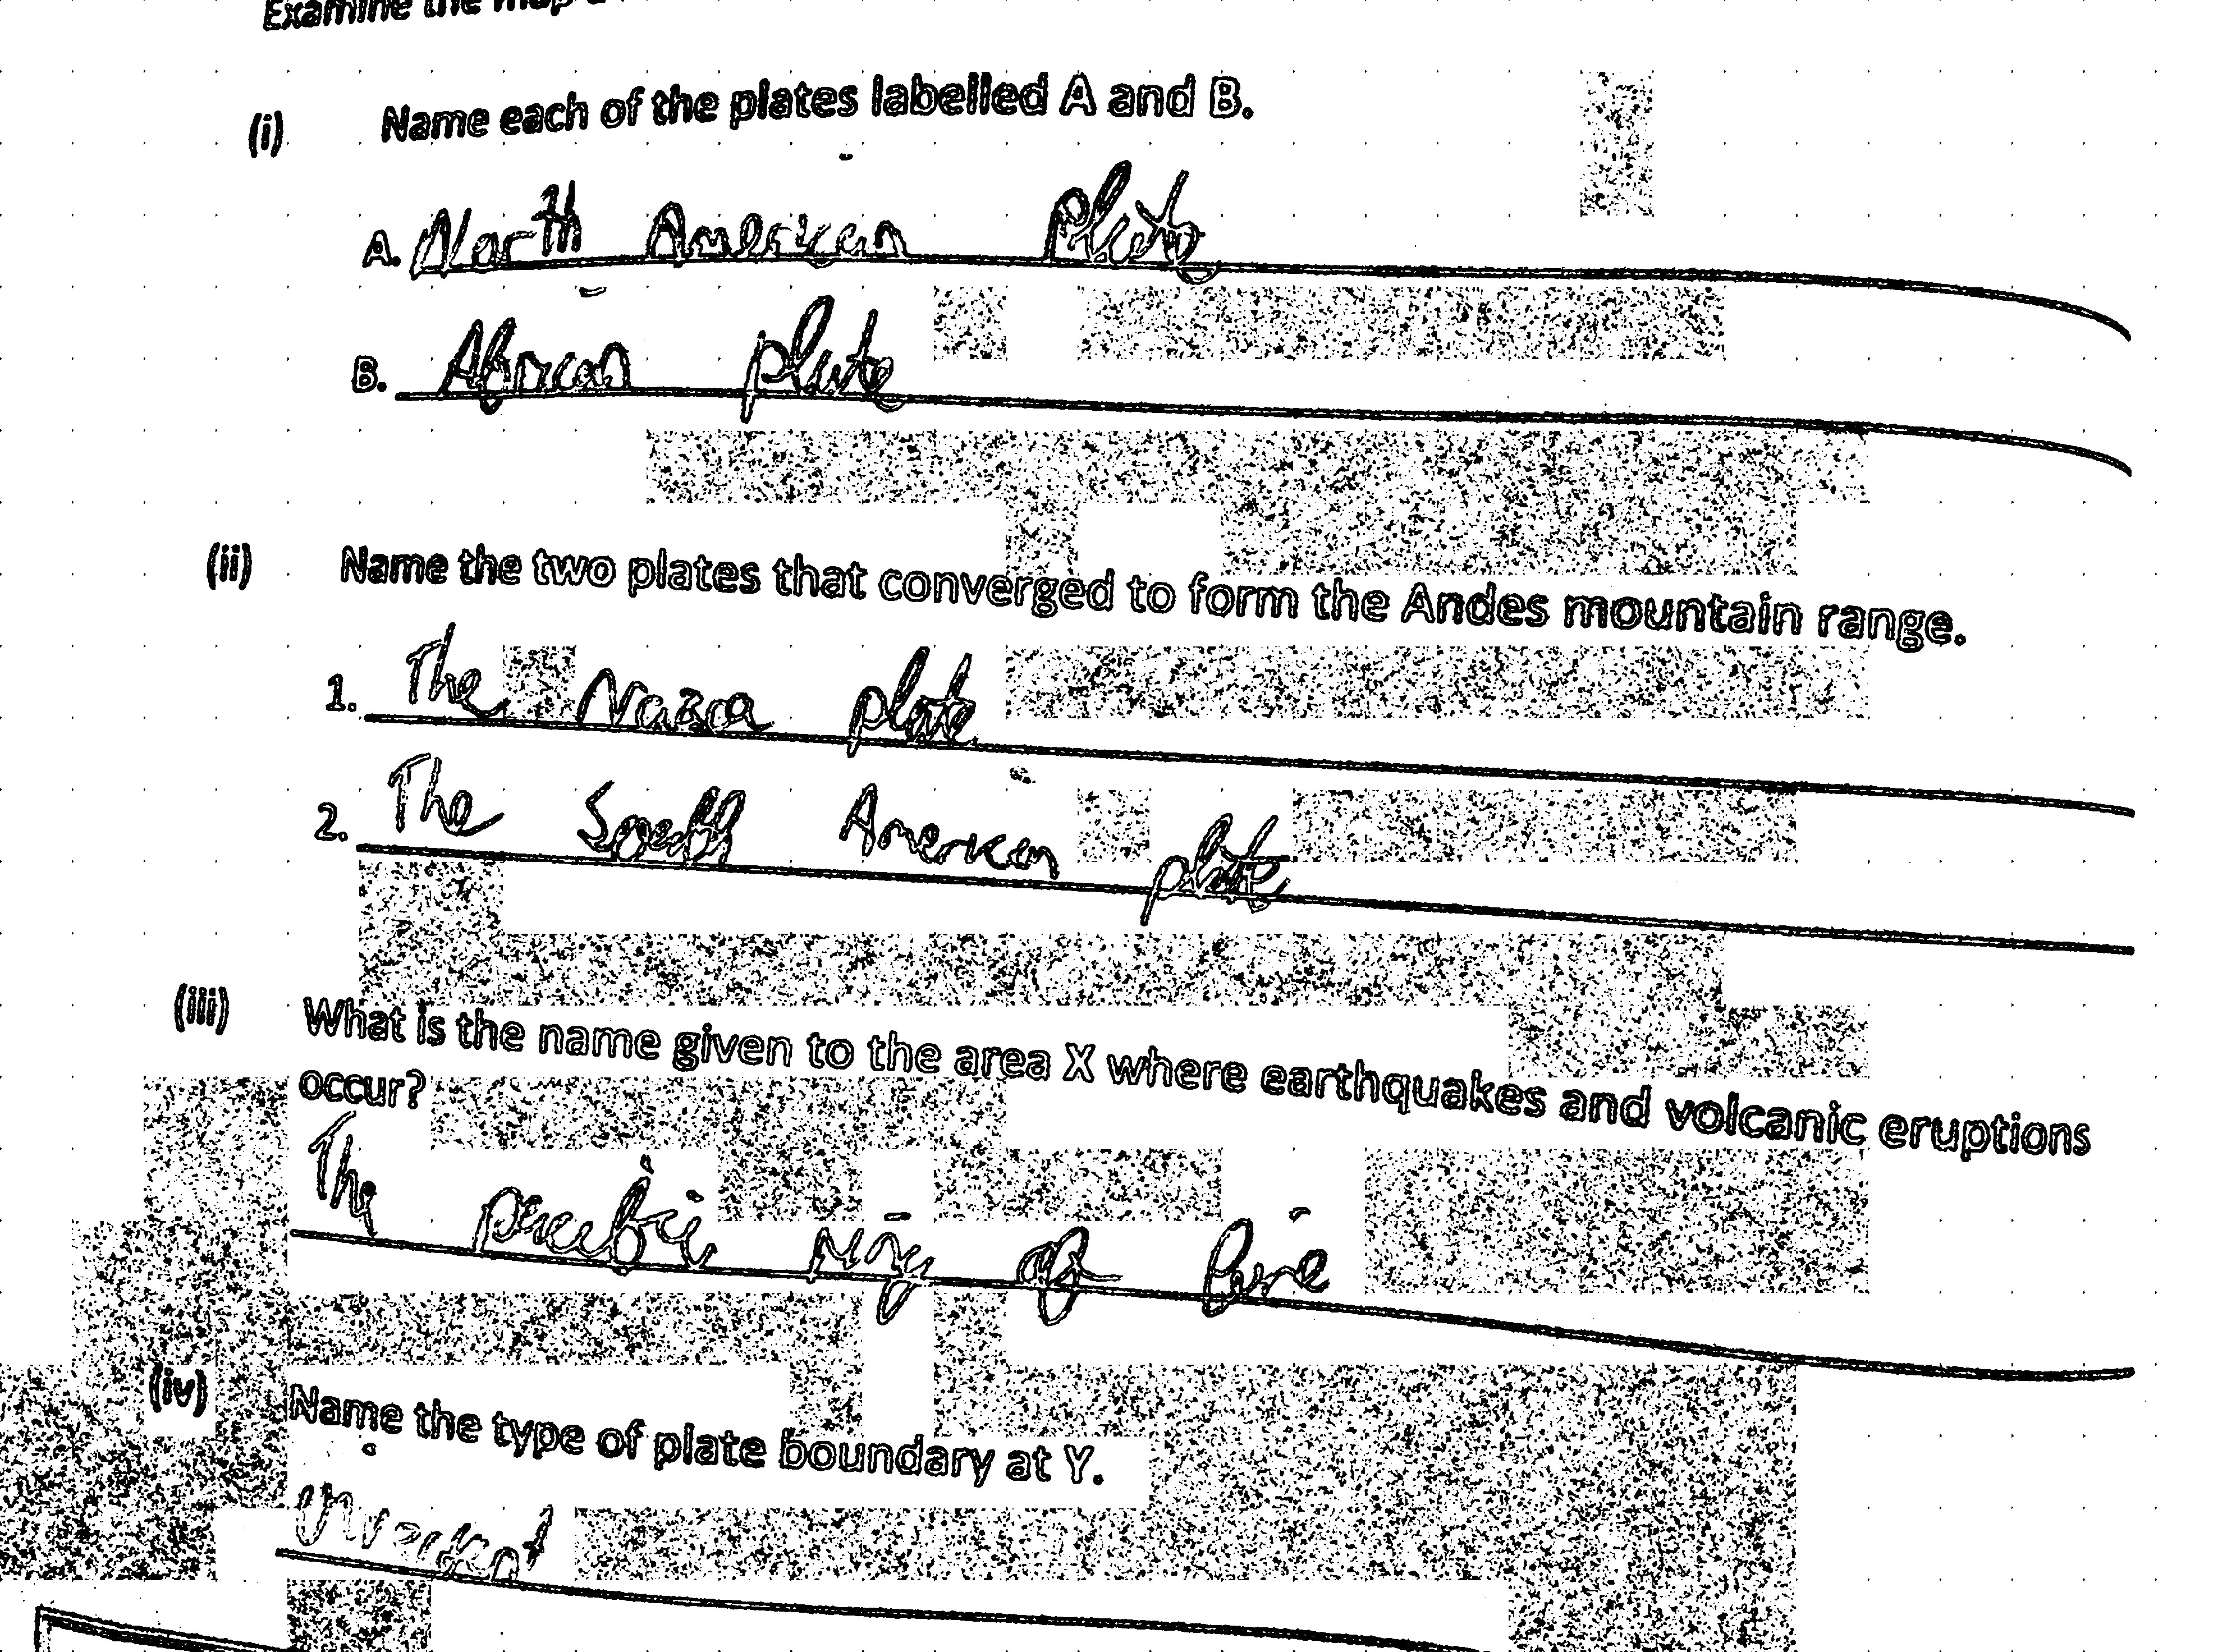 Examine the map
(i) Name each of the plates labelled A and B.
A. North American Plate
B. African plate
(ii) Name the two plates that converged to form the Andes mountain range.
1. The Nazca plate
2. The South American plate
(iii) What is the name given to the area X where earthquakes and volcanic eruptions
occur?
The pacific ring of fire
(iv) Name the type of plate boundary at Y.